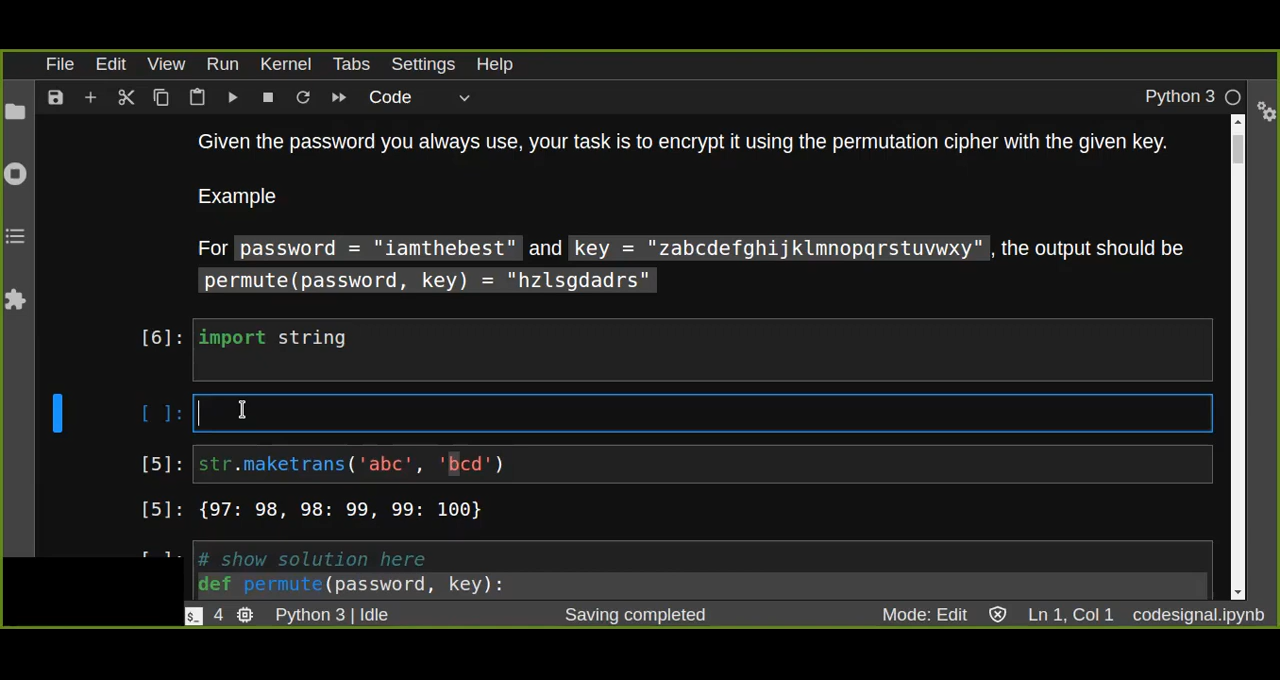 File Edit View Run Kernel Tabs Settings Help
Code Python 3
Given the password you always use, your task is to encrypt it using the permutation cipher with the given key.
Example
For password = "iamthebest" and key = "zabcdefghijklmnopqrstuvwxy", the output should be
permute(password, key) = "hzlsgdadrs"
[6]: import string
[ ]:
[5]: str.maketrans('abc', 'bcd')
[5]: {97: 98, 98: 99, 99: 100}
[ ]: # show solution here
def permute(password, key):
$_ 4 Python 3 | Idle Saving completed Mode: Edit Ln 1, Col 1 codesignal.ipynb